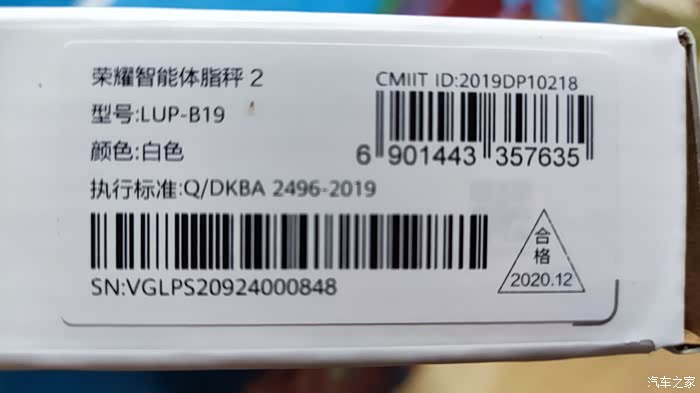 荣耀智能体脂秤 2
型号:LUP-B19
颜色:白色
执行标准:Q/DKBA 2496-2019
SN:VGLPS20924000848
CMIIT ID:2019DP10218
6 901443 357635
合
格
2020.12
汽车之家